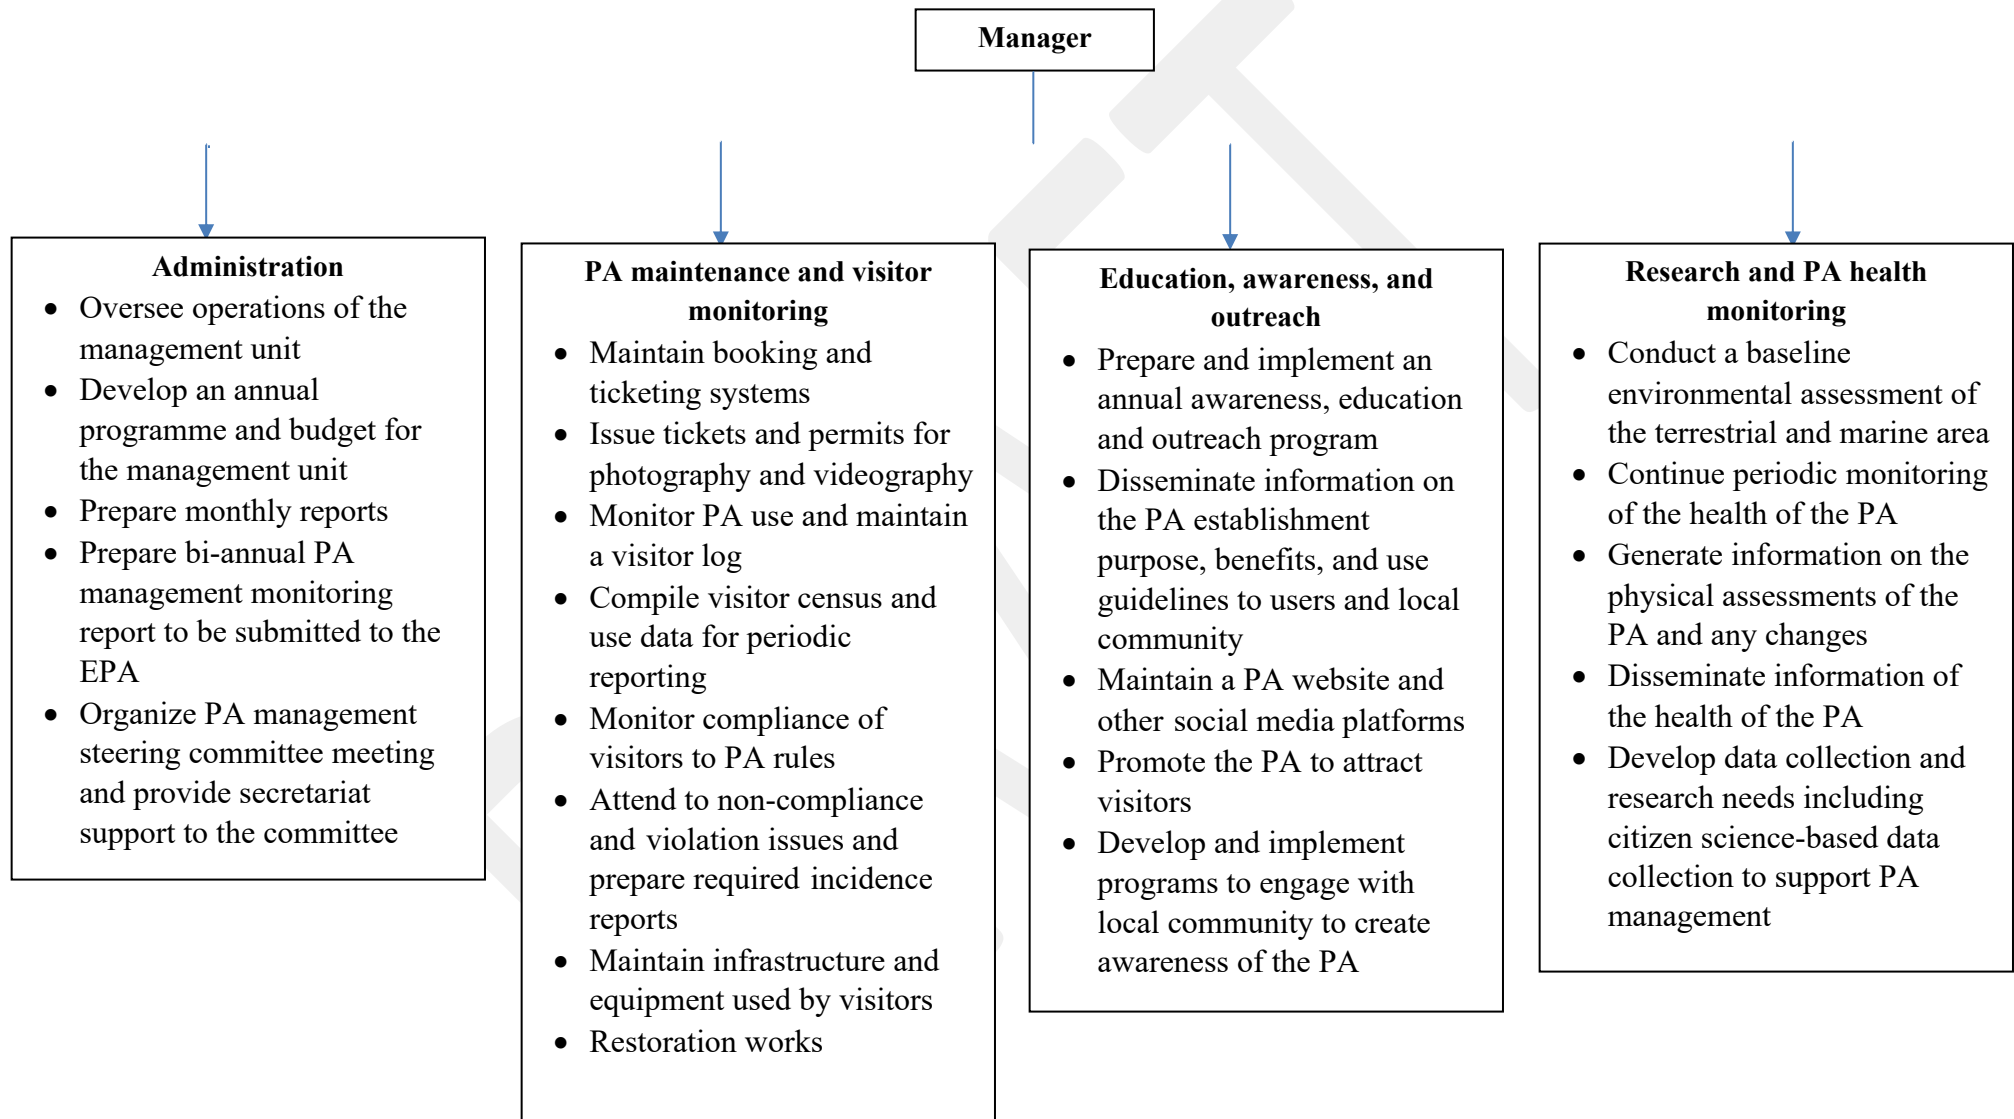 Manager
Administration
• Oversee operations of the
management unit
• Develop an annual
programme and budget for
the management unit
• Prepare monthly reports
• Prepare bi-annual PA
management monitoring
report to be submitted to the
EPA
• Organize PA management
steering committee meeting
and provide secretariat
support to the committee
PA maintenance and visitor
monitoring
• Maintain booking and
ticketing systems
• Issue tickets and permits for
photography and videography
• Monitor PA use and maintain
a visitor log
• Compile visitor census and
use data for periodic
reporting
• Monitor compliance of
visitors to PA rules
• Attend to non-compliance
and violation issues and
prepare required incidence
reports
• Maintain infrastructure and
equipment used by visitors
• Restoration works
Education, awareness, and
outreach
• Prepare and implement an
annual awareness, education
and outreach program
• Disseminate information on
the PA establishment
purpose, benefits, and use
guidelines to users and local
community
• Maintain a PA website and
other social media platforms
• Promote the PA to attract
visitors
• Develop and implement
programs to engage with
local community to create
awareness of the PA
Research and PA health
monitoring
• Conduct a baseline
environmental assessment of
the terrestrial and marine area
• Continue periodic monitoring
of the health of the PA
• Generate information on the
physical assessments of the
PA and any changes
• Disseminate information of
the health of the PA
• Develop data collection and
research needs including
citizen science-based data
collection to support PA
management